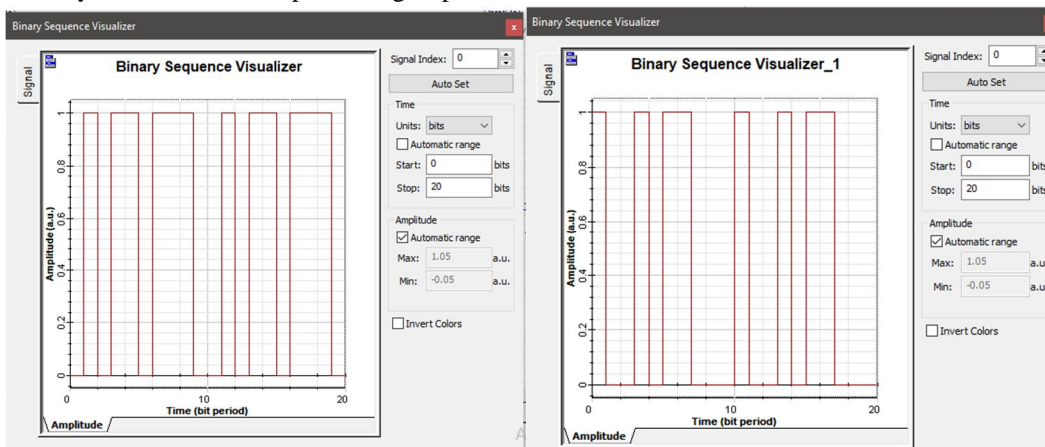 Binary Sequence Visualizer
x
Signal
Binary Sequence Visualizer
Signal Index: 0
Auto Set
Time
Units: bits
Automatic range
Start: 0 bits
Stop: 20 bits
Amplitude
Automatic range
Max: 1.05 a.u.
Min: -0.05 a.u.
Invert Colors
Amplitude (a.u.)
1
0.8
0.6
0.4
0.2
0
0 10 20
Time (bit period)
Amplitude
Binary Sequence Visualizer
Signal
Binary Sequence Visualizer_1
Signal Index: 0
Auto Set
Time
Units: bits
Automatic range
Start: 0 bits
Stop: 20 bits
Amplitude
Automatic range
Max: 1.05 a.u.
Min: -0.05 a.u.
Invert Colors
Amplitude (a.u.)
1
0.8
0.6
0.4
0.2
0
0 10 20
Time (bit period)
Amplitude